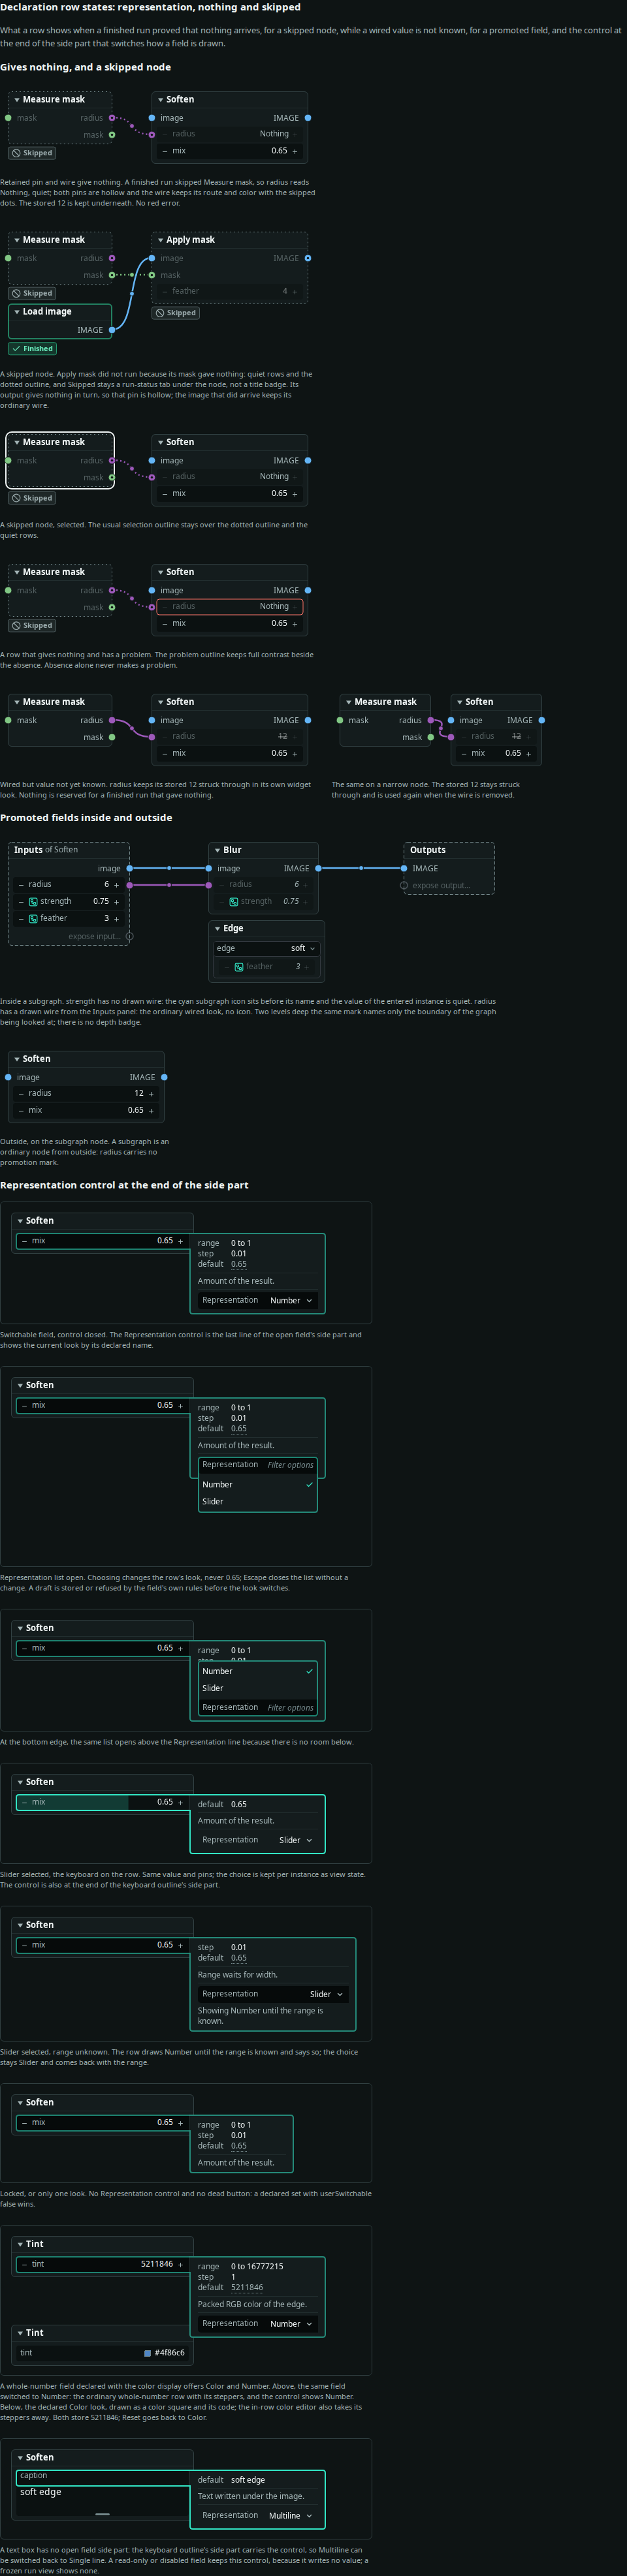 Declaration row states: representation, nothing and skipped
What a row shows when a finished run proved that nothing arrives, for a skipped node, while a wired value is not known, for a promoted field, and the control at
the end of the side part that switches how a field is drawn.
Gives nothing, and a skipped node
Measure mask
mask radius
mask
Skipped
Soften
image IMAGE
– radius Nothing +
– mix 0.65 +
Retained pin and wire give nothing. A finished run skipped Measure mask, so radius reads
Nothing, quiet; both pins are hollow and the wire keeps its route and color with the skipped
dots. The stored 12 is kept underneath. No red error.
Measure mask
mask radius
mask
Skipped
Load image
IMAGE
Finished
Apply mask
image IMAGE
mask
– feather 4 +
Skipped
A skipped node. Apply mask did not run because its mask gave nothing: quiet rows and the
dotted outline, and Skipped stays a run-status tab under the node, not a title badge. Its
output gives nothing in turn, so that pin is hollow; the image that did arrive keeps its
ordinary wire.
Measure mask
mask radius
mask
Skipped
Soften
image IMAGE
– radius Nothing +
– mix 0.65 +
A skipped node, selected. The usual selection outline stays over the dotted outline and the
quiet rows.
Measure mask
mask radius
mask
Skipped
Soften
image IMAGE
– radius Nothing +
– mix 0.65 +
A row that gives nothing and has a problem. The problem outline keeps full contrast beside
the absence. Absence alone never makes a problem.
Measure mask
mask radius
mask
Soften
image IMAGE
– radius 12 +
– mix 0.65 +
Wired but value not yet known. radius keeps its stored 12 struck through in its own widget
look. Nothing is reserved for a finished run that gave nothing.
Measure mask
mask radius
mask
Soften
image IMAGE
– radius 12 +
– mix 0.65 +
The same on a narrow node. The stored 12 stays struck
through and is used again when the wire is removed.
Promoted fields inside and outside
Inputs of Soften
image
– radius 6 +
– strength 0.75 +
– feather 3 +
expose input...
Blur
image IMAGE
– radius 6 +
– strength 0.75 +
Edge
edge soft
– feather 3 +
Outputs
IMAGE
expose output...
Inside a subgraph. strength has no drawn wire: the cyan subgraph icon sits before its name and the value of the entered instance is quiet. radius
has a drawn wire from the Inputs panel: the ordinary wired look, no icon. Two levels deep the same mark names only the boundary of the graph
being looked at; there is no depth badge.
Soften
image IMAGE
– radius 12 +
– mix 0.65 +
Outside, on the subgraph node. A subgraph is an
ordinary node from outside: radius carries no
promotion mark.
Representation control at the end of the side part
Soften
– mix 0.65 +
range 0 to 1
step 0.01
default 0.65
Amount of the result.
Representation Number
Switchable field, control closed. The Representation control is the last line of the open field's side part and
shows the current look by its declared name.
Soften
– mix 0.65 +
range 0 to 1
step 0.01
default 0.65
Amount of the result.
Representation Filter options
Number
Slider
Representation list open. Choosing changes the row's look, never 0.65; Escape closes the list without a
change. A draft is stored or refused by the field's own rules before the look switches.
Soften
– mix 0.65 +
range 0 to 1
Number
Slider
Representation Filter options
At the bottom edge, the same list opens above the Representation line because there is no room below.
Soften
– mix 0.65 +
default 0.65
Amount of the result.
Representation Slider
Slider selected, the keyboard on the row. Same value and pins; the choice is kept per instance as view state.
The control is also at the end of the keyboard outline's side part.
Soften
– mix 0.65 +
step 0.01
default 0.65
Range waits for width.
Representation Slider
Showing Number until the range is
known.
Slider selected, range unknown. The row draws Number until the range is known and says so; the choice
stays Slider and comes back with the range.
Soften
– mix 0.65 +
range 0 to 1
step 0.01
default 0.65
Amount of the result.
Locked, or only one look. No Representation control and no dead button: a declared set with userSwitchable
false wins.
Tint
– tint 5211846 +
range 0 to 16777215
step 1
default 5211846
Packed RGB color of the edge.
Representation Number
Tint
tint #4f86c6
A whole-number field declared with the color display offers Color and Number. Above, the same field
switched to Number: the ordinary whole-number row with its steppers, and the control shows Number.
Below, the declared Color look, drawn as a color square and its code; the in-row color editor also takes its
steppers away. Both store 5211846; Reset goes back to Color.
Soften
caption
soft edge
default soft edge
Text written under the image.
Representation Multiline
A text box has no open field side part: the keyboard outline's side part carries the control, so Multiline can
be switched back to Single line. A read-only or disabled field keeps this control, because it writes no value; a
frozen run view shows none.